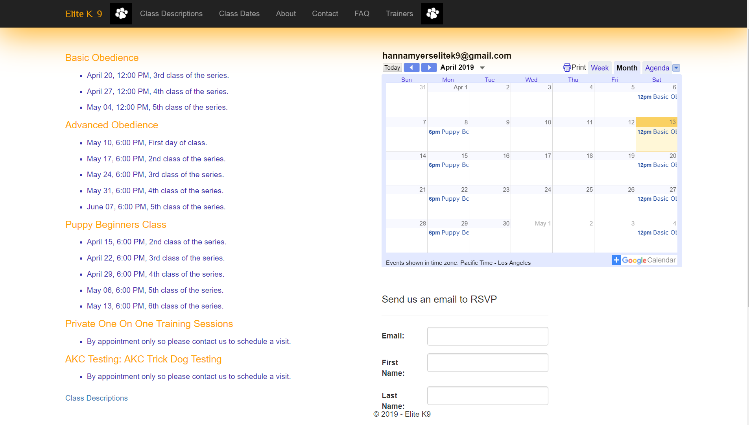 Elite K 9
Class Descriptions
Class Dates
About
Contact
FAQ
Trainers
Basic Obedience
April 20, 12:00 PM, 3rd class of the series.
April 27, 12:00 PM, 4th class of the series.
May 04, 12:00 PM, 5th class of the series.
Advanced Obedience
May 10, 6:00 PM, First day of class.
May 17, 6:00 PM, 2nd class of the series.
May 24, 6:00 PM, 3rd class of the series.
May 31, 6:00 PM, 4th class of the series.
June 07, 6:00 PM, 5th class of the series.
Puppy Beginners Class
April 15, 6:00 PM, 2nd class of the series.
April 22, 6:00 PM, 3rd class of the series.
April 29, 6:00 PM, 4th class of the series.
May 06, 6:00 PM, 5th class of the series.
May 13, 6:00 PM, 6th class of the series.
Private One On One Training Sessions
By appointment only so please contact us to schedule a visit.
AKC Testing: AKC Trick Dog Testing
By appointment only so please contact us to schedule a visit.
Class Descriptions
hannamyerselitek9@gmail.com
Today April 2019 Print Week Month Agenda
Sun Mon Tue Wed Thu Fri Sat
31 Apr 1 2 3 4 5 6
12pm Basic Ob
7 8 9 10 11 12 13
6pm Puppy Be 12pm Basic Ob
14 15 16 17 18 19 20
6pm Puppy Be 12pm Basic Ob
21 22 23 24 25 26 27
6pm Puppy Be 12pm Basic Ob
28 29 30 May 1 2 3 4
6pm Puppy Be 12pm Basic Ob
Events shown in time zone: Pacific Time - Los Angeles
Google Calendar
Send us an email to RSVP
Email:
First
Name:
Last
Name:
© 2019 - Elite K9